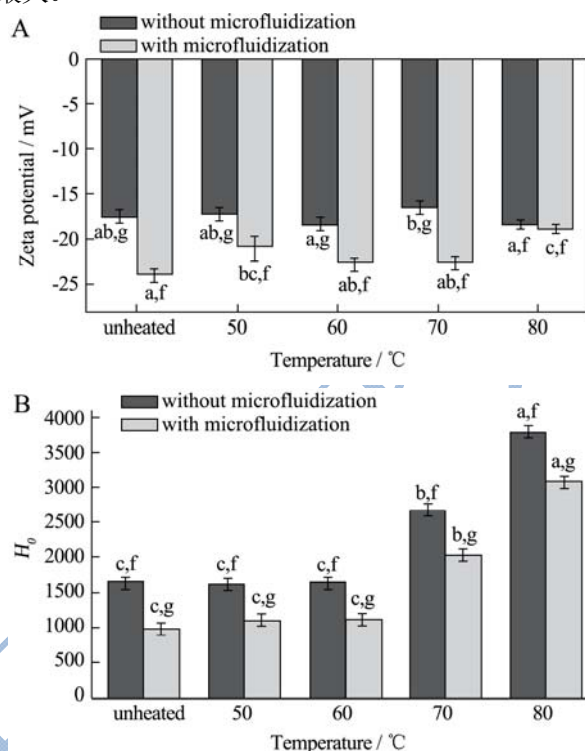 A
without microfluidization
with microfluidization
Zeta potential / mV
0
-5
-10
-15
-20
-25
ab,g
a,f
ab,g
bc,f
a,g
ab,f
b,g
ab,f
a,f
c,f
unheated 50 60 70 80
Temperature / ℃
B
without microfluidization
with microfluidization
H0
4000
3500
3000
2500
2000
1500
1000
500
0
c,f
c,g
c,f
c,g
c,f
c,g
b,f
b,g
a,f
a,g
unheated 50 60 70 80
Temperature / ℃